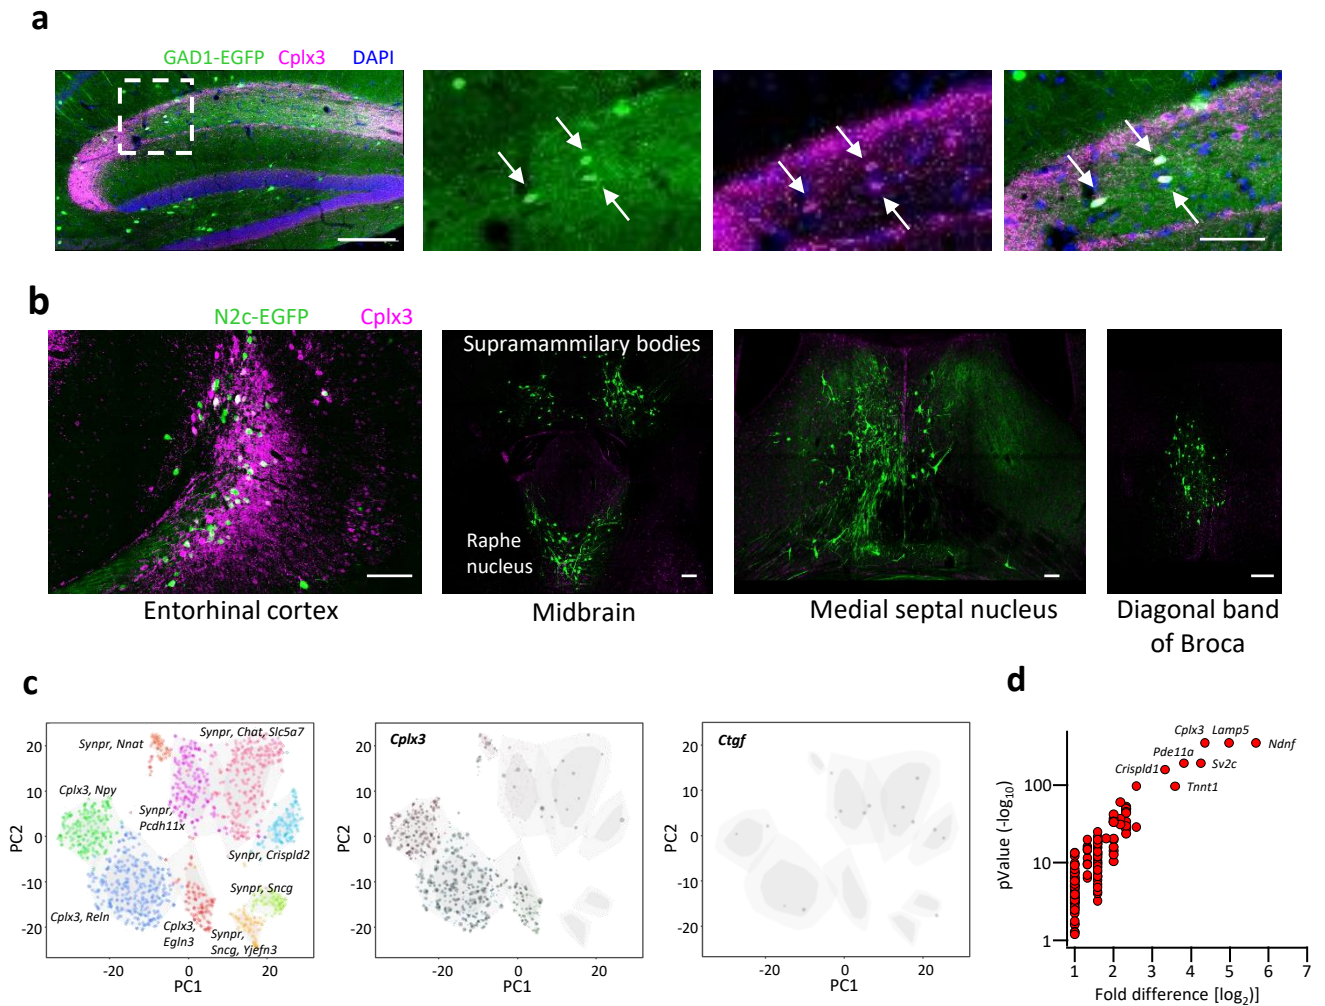 a
GAD1-EGFP Cplx3 DAPI
b
N2c-EGFP Cplx3
Supramammilary bodies
Raphe
nucleus
Entorhinal cortex
Midbrain
Medial septal nucleus
Diagonal band
of Broca
c
Synpr, Nnat
Synpr, Chat, Slc5a7
Cplx3, Npy
Synpr,
Pcdh11x
Synpr, Crispld2
Synpr, Sncg
Cplx3, Reln
Cplx3,
Egln3
Synpr,
Sncg, Yjefn3
PC2
20
10
0
-10
-20
-20 0 20
PC1
Cplx3
PC2
20
10
0
-10
-20
-20 0 20
PC1
Ctgf
PC2
20
10
0
-10
-20
-20 0 20
PC1
d
Cplx3 Lamp5
Ndnf
Pde11a
Sv2c
Crispld1
Tnnt1
pValue (-log10)
100
10
1
1 2 3 4 5 6 7
Fold difference [log2)]